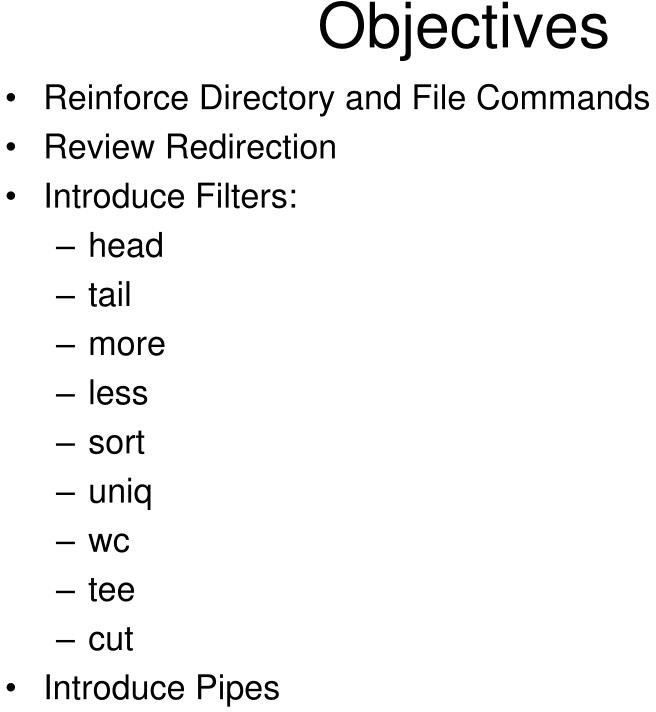 Objectives
• Reinforce Directory and File Commands
• Review Redirection
• Introduce Filters:
– head
– tail
– more
– less
– sort
– uniq
– wc
– tee
– cut
• Introduce Pipes